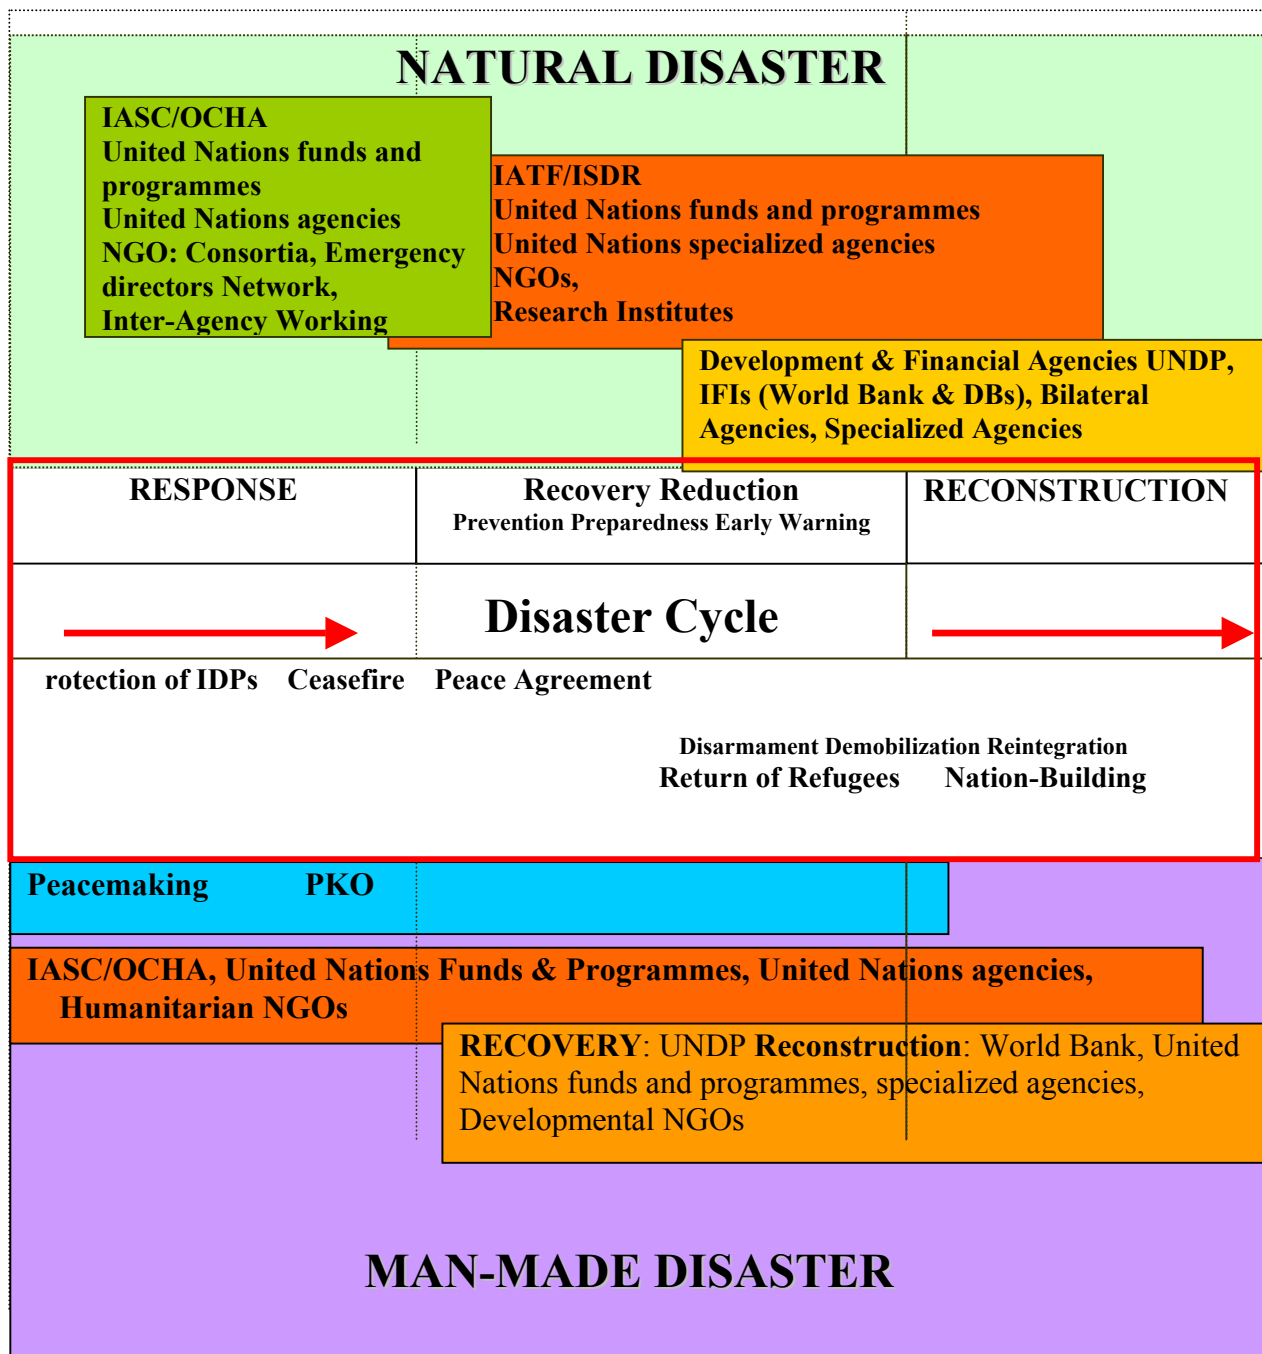 NATURAL DISASTER
IASC/OCHA
United Nations funds and
programmes
United Nations agencies
NGO: Consortia, Emergency
directors Network,
Inter-Agency Working
IATF/ISDR
United Nations funds and programmes
United Nations specialized agencies
NGOs,
Research Institutes
Development & Financial Agencies UNDP,
IFIs (World Bank & DBs), Bilateral
Agencies, Specialized Agencies
RESPONSE
Recovery Reduction
Prevention Preparedness Early Warning
RECONSTRUCTION
Disaster Cycle
rotection of IDPs Ceasefire Peace Agreement
Disarmament Demobilization Reintegration
Return of Refugees Nation-Building
Peacemaking PKO
IASC/OCHA, United Nations Funds & Programmes, United Nations agencies,
Humanitarian NGOs
RECOVERY: UNDP Reconstruction: World Bank, United
Nations funds and programmes, specialized agencies,
Developmental NGOs
MAN-MADE DISASTER